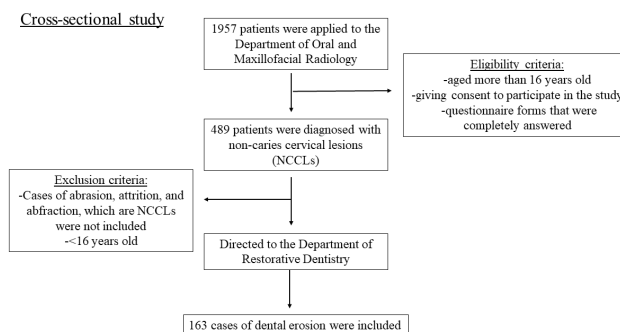 Cross-sectional study
1957 patients were applied to the
Department of Oral and
Maxillofacial Radiology
Eligibility criteria:
-aged more than 16 years old
-giving consent to participate in the study
-questionnaire forms that were
completely answered
489 patients were diagnosed with
non-caries cervical lesions
(NCCLs)
Exclusion criteria:
-Cases of abrasion, attrition, and
abfraction, which are NCCLs
were not included
-<16 years old
Directed to the Department of
Restorative Dentistry
163 cases of dental erosion were included